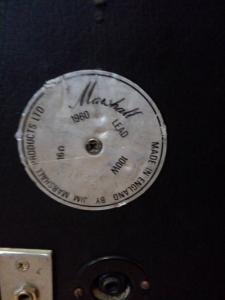 Marshall
1960 LEAD
16Ω 100W
MADE IN ENGLAND BY JIM MARSHALL PRODUCTS LTD